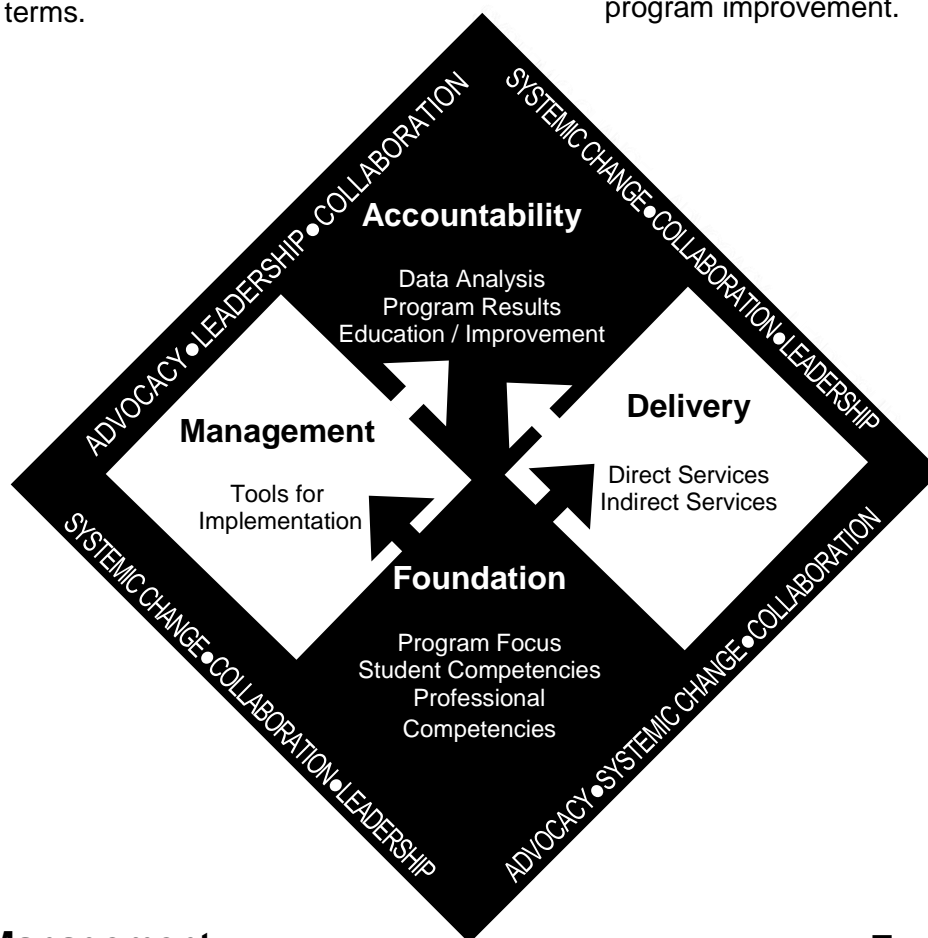 terms.
program improvement.
ADVOCACY●LEADERSHIP●COLLABORATION
SYSTEMIC CHANGE●COLLABORATION●LEADERSHIP
Accountability
Data Analysis
Program Results
Education / Improvement
Management
Tools for
Implementation
Delivery
Direct Services
Indirect Services
Foundation
Program Focus
Student Competencies
Professional
Competencies
SYSTEMIC CHANGE●COLLABORATION●LEADERSHIP
ADVOCACY●SYSTEMIC CHANGE●COLLABORATION